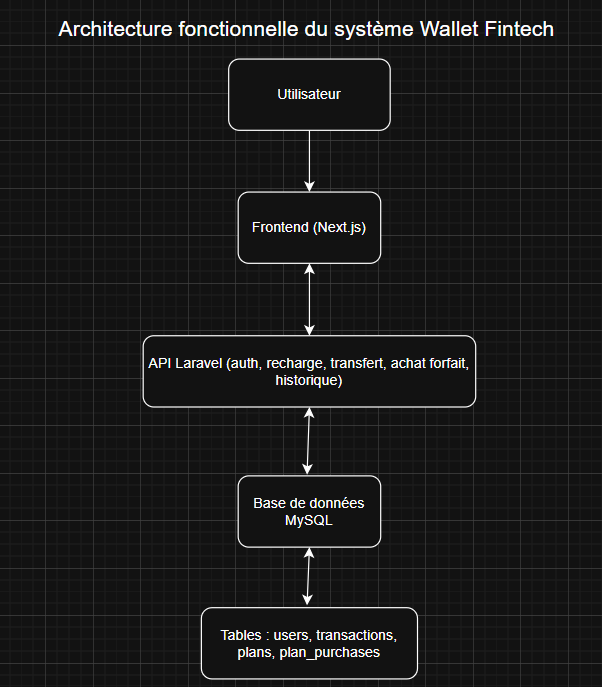 Architecture fonctionnelle du système Wallet Fintech
Utilisateur
Frontend (Next.js)
API Laravel (auth, recharge, transfert, achat forfait,
historique)
Base de données
MySQL
Tables : users, transactions,
plans, plan_purchases